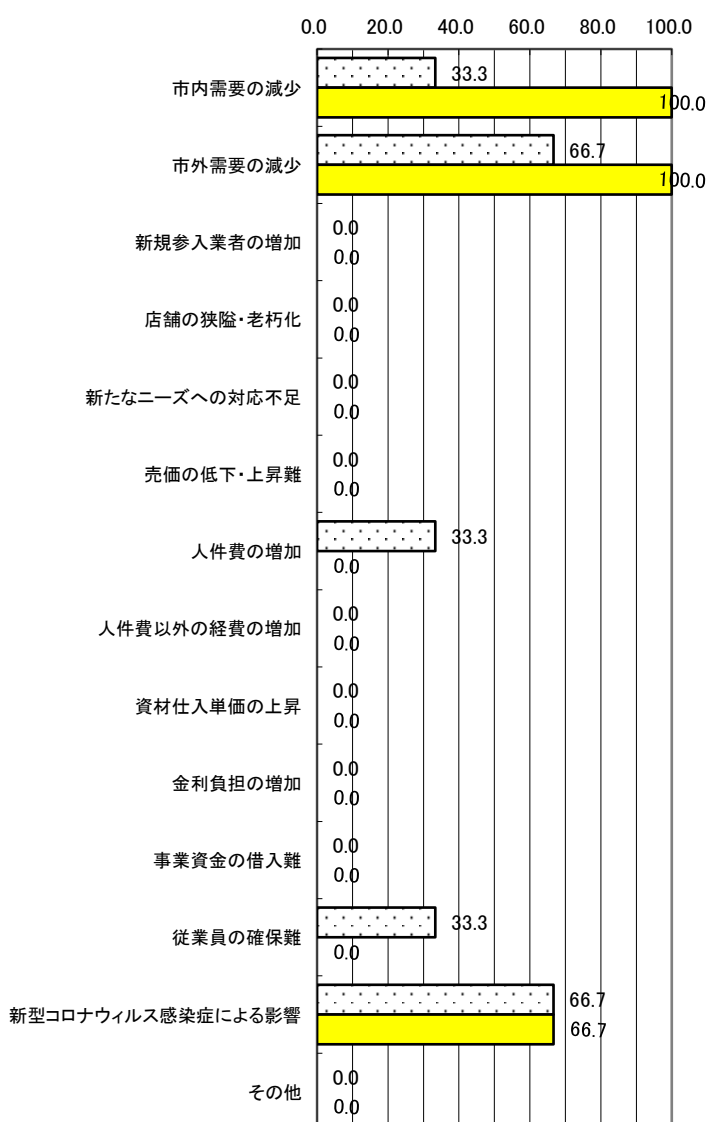 0.0 20.0 40.0 60.0 80.0 100.0
市内需要の減少
33.3
100.0
市外需要の減少
66.7
100.0
新規参入業者の増加
0.0
0.0
店舗の狭隘・老朽化
0.0
0.0
新たなニーズへの対応不足
0.0
0.0
売価の低下・上昇難
0.0
0.0
人件費の増加
33.3
0.0
人件費以外の経費の増加
0.0
0.0
資材仕入単価の上昇
0.0
0.0
金利負担の増加
0.0
0.0
事業資金の借入難
0.0
0.0
従業員の確保難
33.3
0.0
新型コロナウィルス感染症による影響
66.7
66.7
その他
0.0
0.0